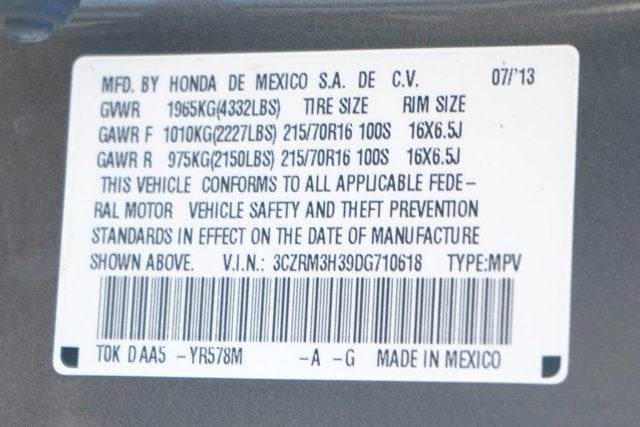 MFD. BY HONDA DE MEXICO S.A. DE C.V. 07/'13
GVWR 1965KG(4332LBS) TIRE SIZE RIM SIZE
GAWR F 1010KG(2227LBS) 215/70R16 100S 16X6.5J
GAWR R 975KG(2150LBS) 215/70R16 100S 16X6.5J
THIS VEHICLE CONFORMS TO ALL APPLICABLE FEDE-
RAL MOTOR VEHICLE SAFETY AND THEFT PREVENTION
STANDARDS IN EFFECT ON THE DATE OF MANUFACTURE
SHOWN ABOVE. V.I.N.: 3CZRM3H39DG710618 TYPE:MPV
T0K D AA5 -YR578M -A -G MADE IN MEXICO